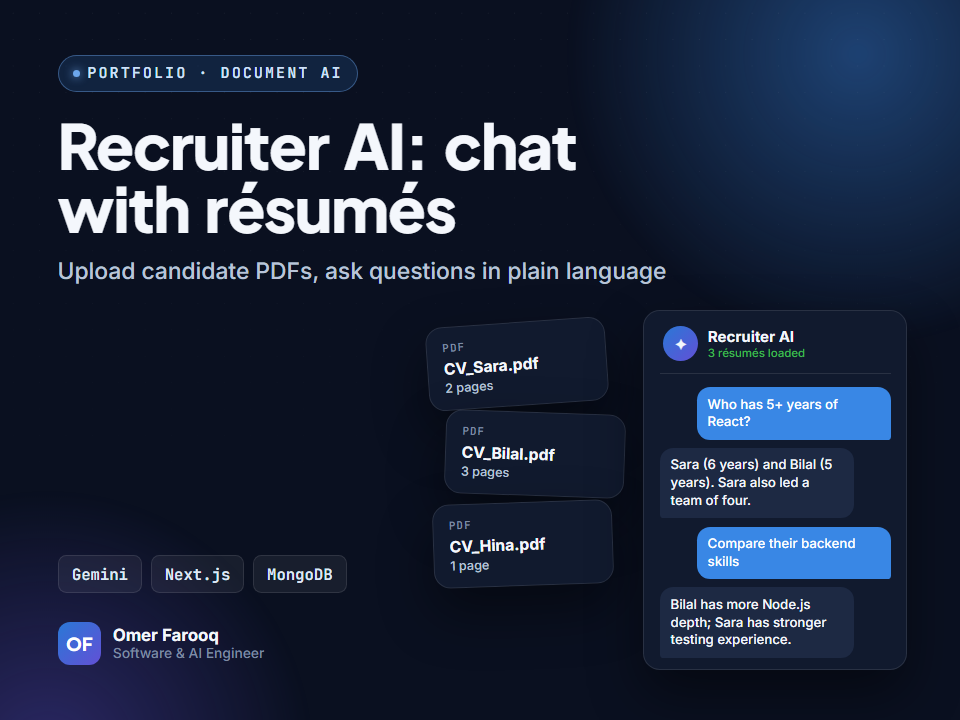 PORTFOLIO · DOCUMENT AI
Recruiter AI: chat
with résumés
Upload candidate PDFs, ask questions in plain language
PDF
CV_Sara.pdf
2 pages
PDF
CV_Bilal.pdf
3 pages
PDF
CV_Hina.pdf
1 page
Recruiter AI
3 résumés loaded
Who has 5+ years of
React?
Sara (6 years) and Bilal (5
years). Sara also led a
team of four.
Compare their backend
skills
Bilal has more Node.js
depth; Sara has stronger
testing experience.
Gemini
Next.js
MongoDB
OF
Omer Farooq
Software & AI Engineer